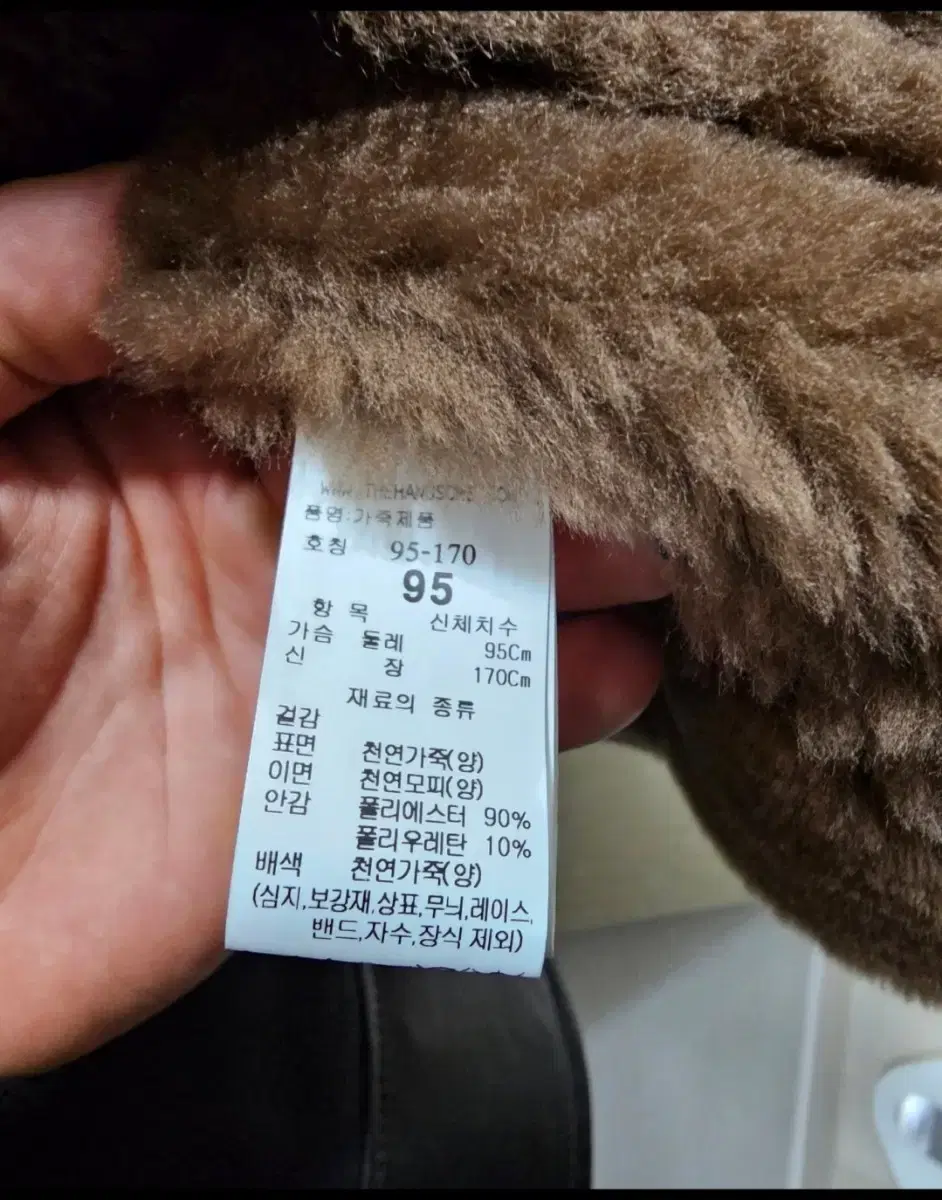 WWW.THEHANDSOME.COM
품명:가죽제품
호칭 95-170
95
항 목 신체치수
가슴 둘레 95Cm
신 장 170Cm
재료의 종류
겉감
표면 천연가죽(양)
이면 천연모피(양)
안감 폴리에스터 90%
폴리우레탄 10%
배색 천연가죽(양)
(심지,보강재,상표,무늬,레이스,
밴드,자수,장식 제외)